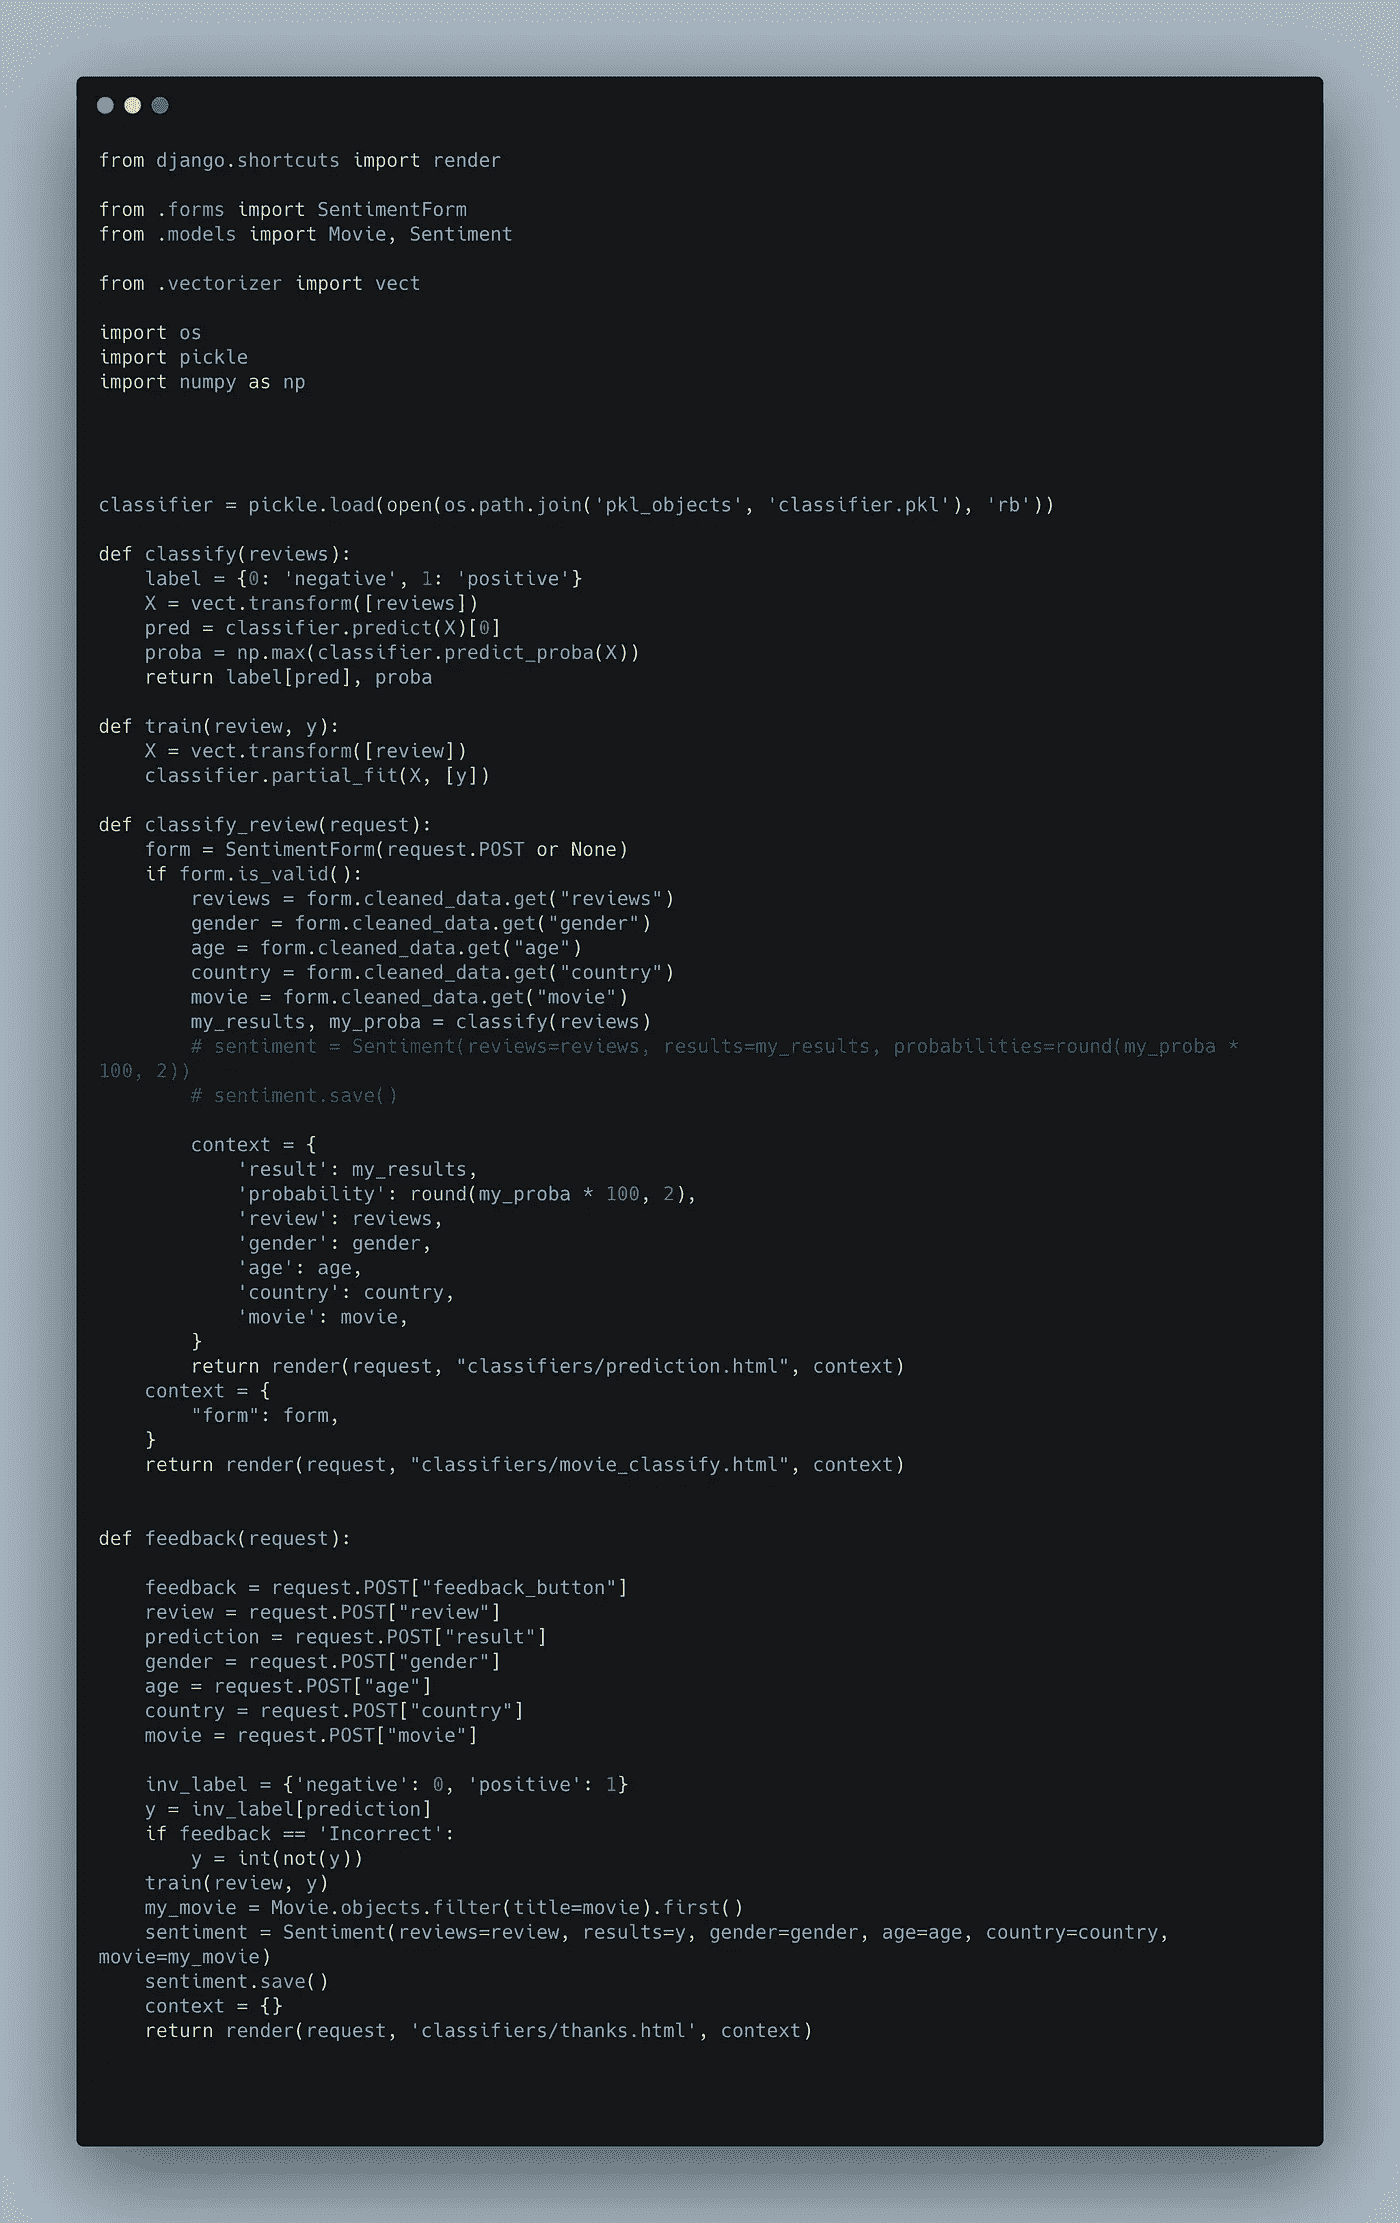 from django.shortcuts import render
from .forms import SentimentForm
from .models import Movie, Sentiment
from .vectorizer import vect
import os
import pickle
import numpy as np
classifier = pickle.load(open(os.path.join('pkl_objects', 'classifier.pkl'), 'rb'))
def classify(reviews):
    label = {0: 'negative', 1: 'positive'}
    X = vect.transform([reviews])
    pred = classifier.predict(X)[0]
    proba = np.max(classifier.predict_proba(X))
    return label[pred], proba
def train(review, y):
    X = vect.transform([review])
    classifier.partial_fit(X, [y])
def classify_review(request):
    form = SentimentForm(request.POST or None)
    if form.is_valid():
        reviews = form.cleaned_data.get("reviews")
        gender = form.cleaned_data.get("gender")
        age = form.cleaned_data.get("age")
        country = form.cleaned_data.get("country")
        movie = form.cleaned_data.get("movie")
        my_results, my_proba = classify(reviews)
        # sentiment = Sentiment(reviews=reviews, results=my_results, probabilities=round(my_proba *
100, 2))
        # sentiment.save()
        context = {
            'result': my_results,
            'probability': round(my_proba * 100, 2),
            'review': reviews,
            'gender': gender,
            'age': age,
            'country': country,
            'movie': movie,
        }
        return render(request, "classifiers/prediction.html", context)
    context = {
        "form": form,
    }
    return render(request, "classifiers/movie_classify.html", context)
def feedback(request):
    feedback = request.POST["feedback_button"]
    review = request.POST["review"]
    prediction = request.POST["result"]
    gender = request.POST["gender"]
    age = request.POST["age"]
    country = request.POST["country"]
    movie = request.POST["movie"]
    inv_label = {'negative': 0, 'positive': 1}
    y = inv_label[prediction]
    if feedback == 'Incorrect':
        y = int(not(y))
    train(review, y)
    my_movie = Movie.objects.filter(title=movie).first()
    sentiment = Sentiment(reviews=review, results=y, gender=gender, age=age, country=country,
movie=my_movie)
    sentiment.save()
    context = {}
    return render(request, 'classifiers/thanks.html', context)